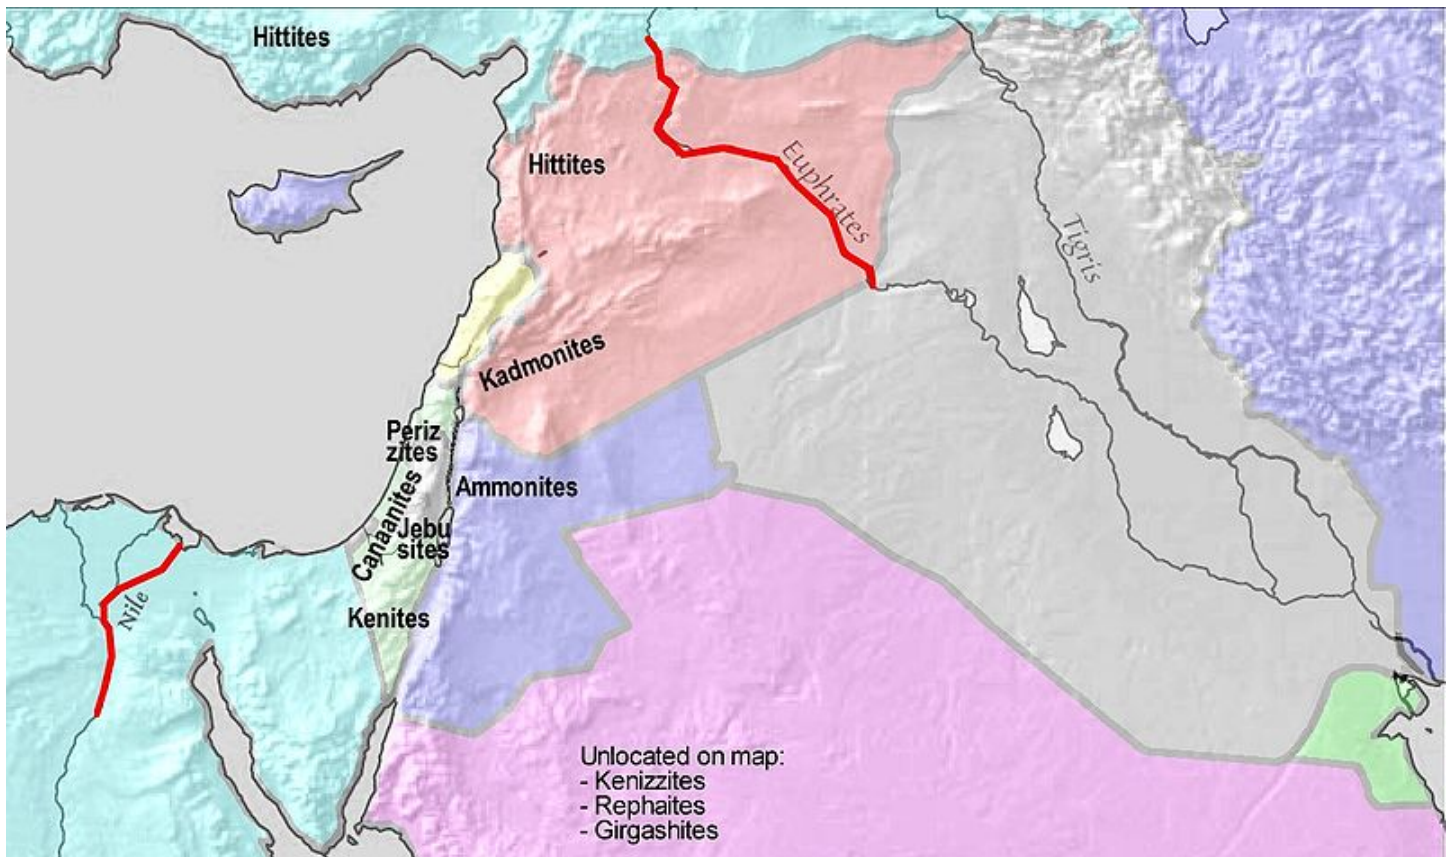 Hittites
Hittites
Euphrates
Tigris
Kadmonites
Periz
zites
Canaanites
Ammonites
Jebu
sites
Nile
Kenites
Unlocated on map:
- Kenizzites
- Rephaites
- Girgashites